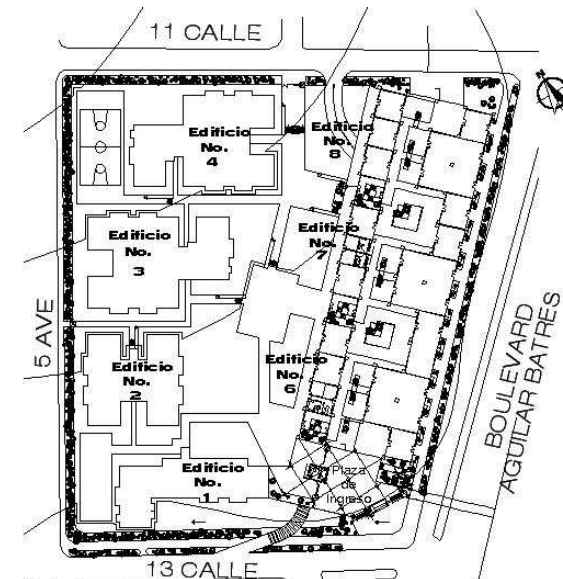 11 CALLE
N
Edificio
No.
4
Edificio
No.
8
Edificio
No.
3
Edificio
No.
7
5 AVE
Edificio
No.
2
Edificio
No.
6
BOULEVARD
AGUILAR BATRES
Edificio
No.
1
Plaza
de
Ingreso
13 CALLE